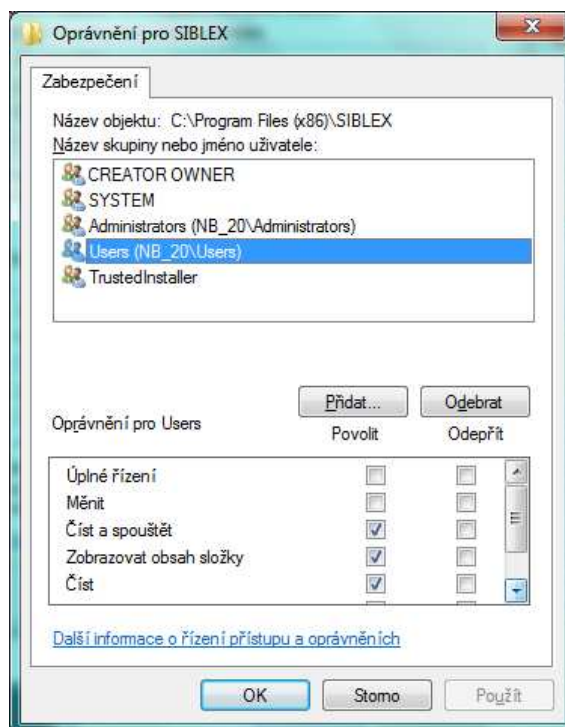 Oprávnění pro SIBLEX
Zabezpečení
Název objektu: C:\Program Files (x86)\SIBLEX
Název skupiny nebo jméno uživatele:
CREATOR OWNER
SYSTEM
Administrators (NB_20\Administrators)
Users (NB_20\Users)
TrustedInstaller
Přidat... Odebrat
Oprávnění pro Users Povolit Odepřít
Úplné řízení
Měnit
Číst a spouštět
Zobrazovat obsah složky
Číst
Další informace o řízení přístupu a oprávněních
OK Storno Použít